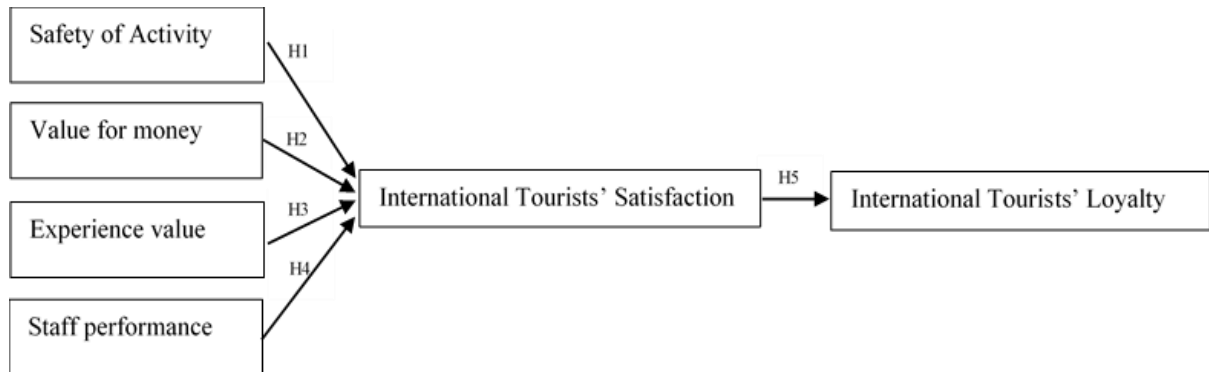 Safety of Activity
H1
Value for money
H2
Experience value
H3
H4
Staff performance
International Tourists’ Satisfaction
H5
International Tourists’ Loyalty